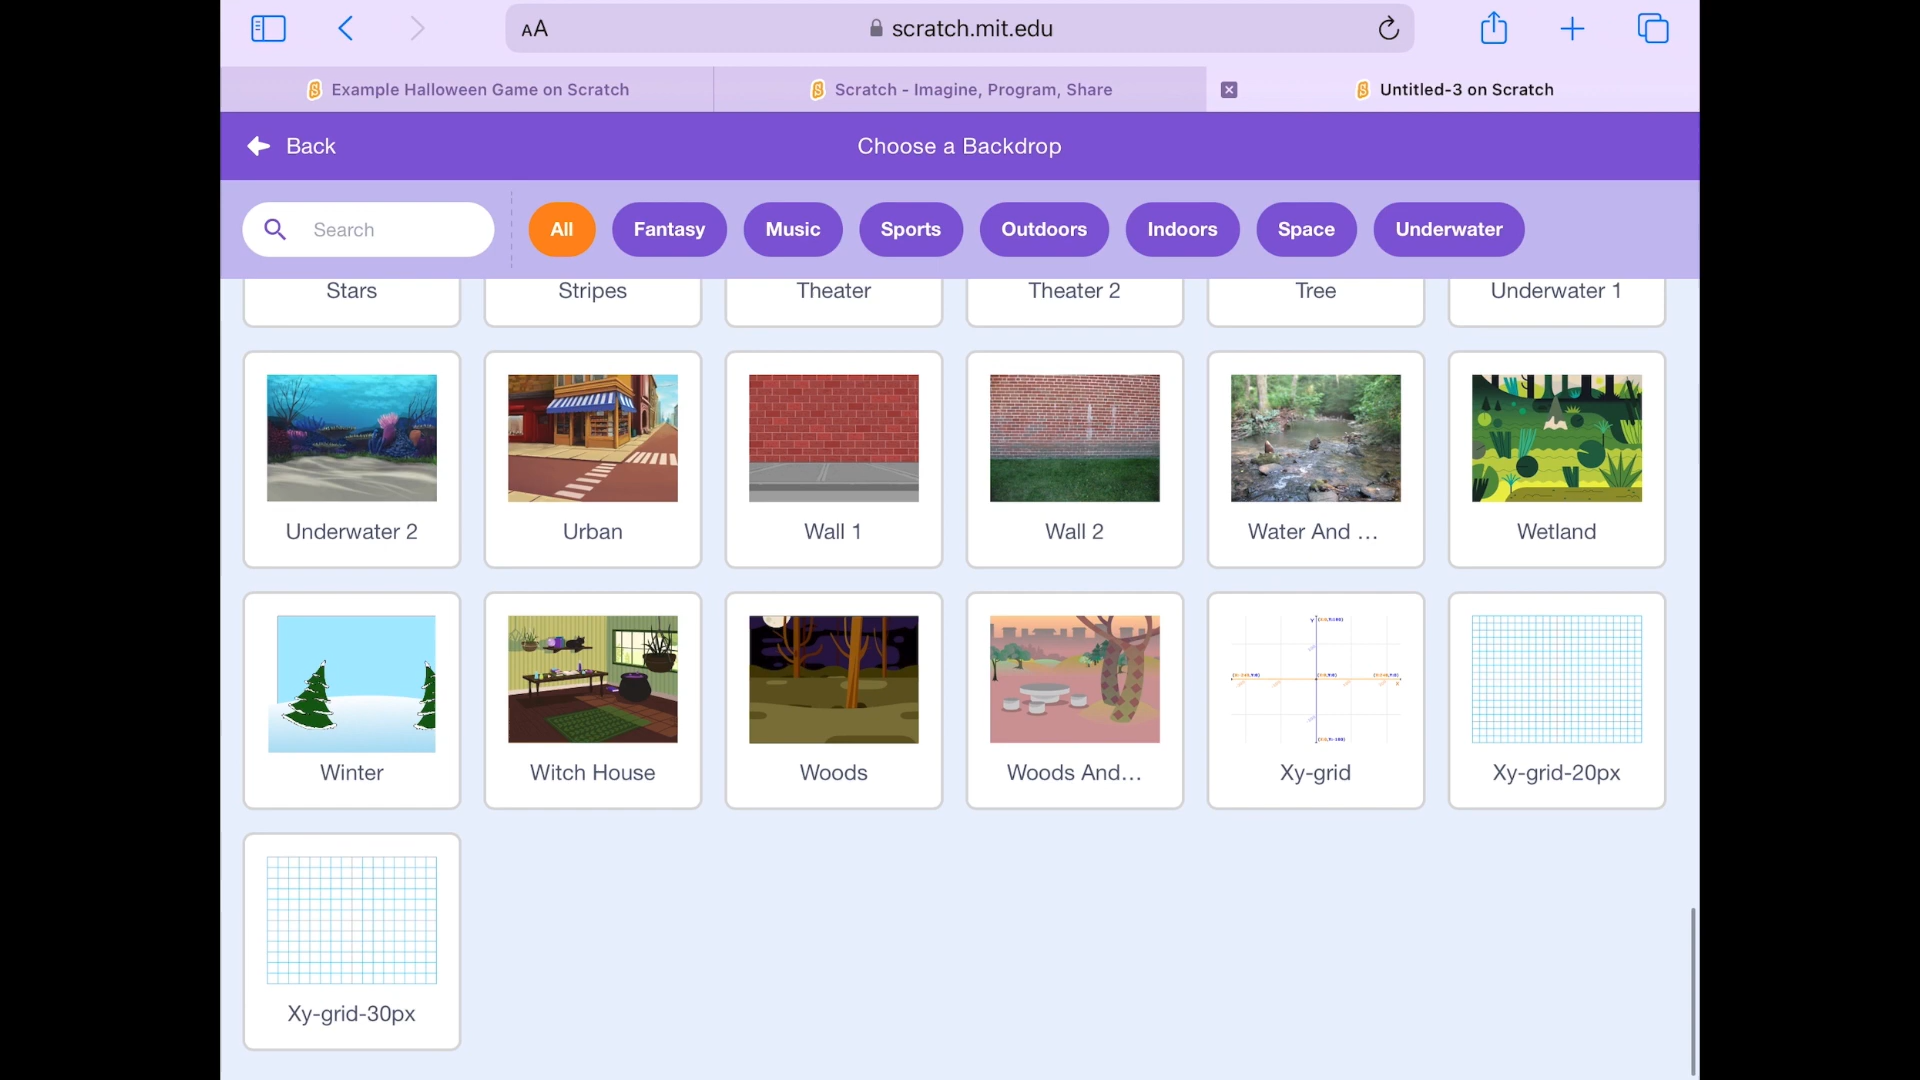 AA
scratch.mit.edu
Example Halloween Game on Scratch
Scratch - Imagine, Program, Share
Untitled-3 on Scratch
Back
Choose a Backdrop
Search
All
Fantasy
Music
Sports
Outdoors
Indoors
Space
Underwater
Stars
Stripes
Theater
Theater 2
Tree
Underwater 1
Underwater 2
Urban
Wall 1
Wall 2
Water And ...
Wetland
Winter
Witch House
Woods
Woods And...
Xy-grid
Xy-grid-20px
Xy-grid-30px